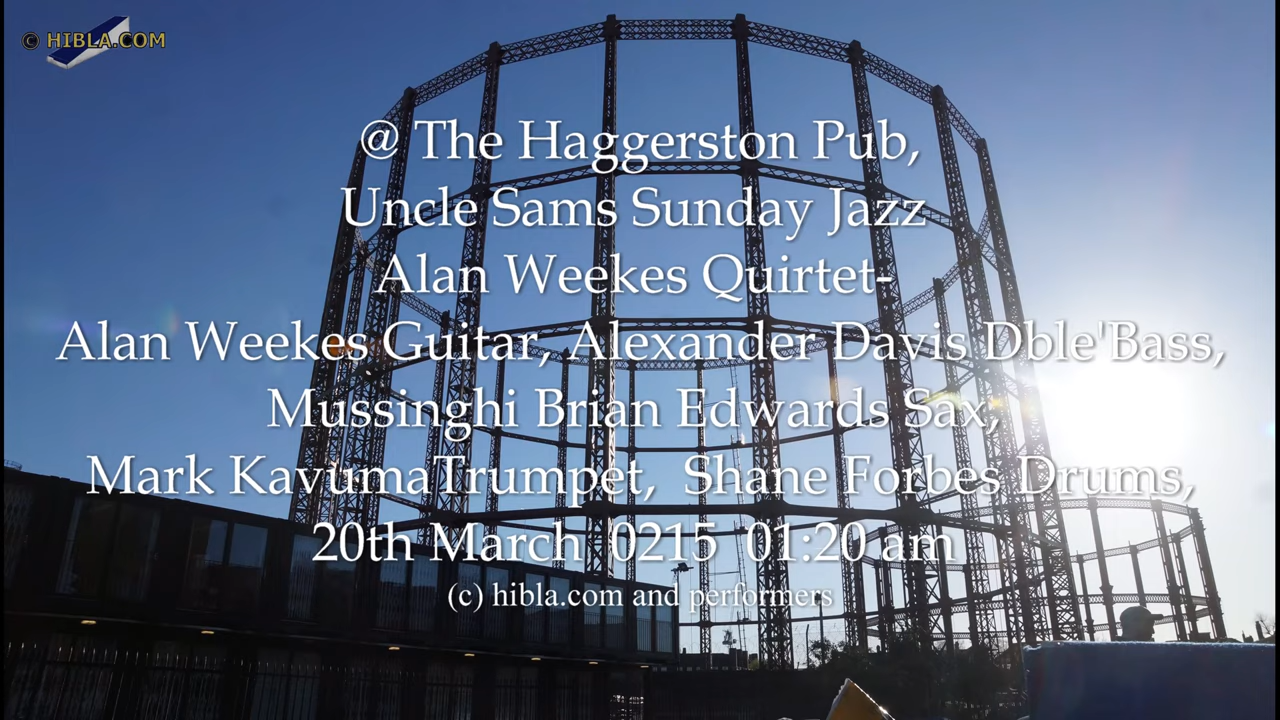 © HIBLA.COM
@ The Haggerston Pub,
Uncle Sams Sunday Jazz
Alan Weekes Quirtet-
Alan Weekes Guitar, Alexander Davis Dble'Bass,
Mussinghi Brian Edwards Sax,
Mark KavumaTrumpet, Shane Forbes Drums,
20th March 0215 01:20 am
(c) hibla.com and performers